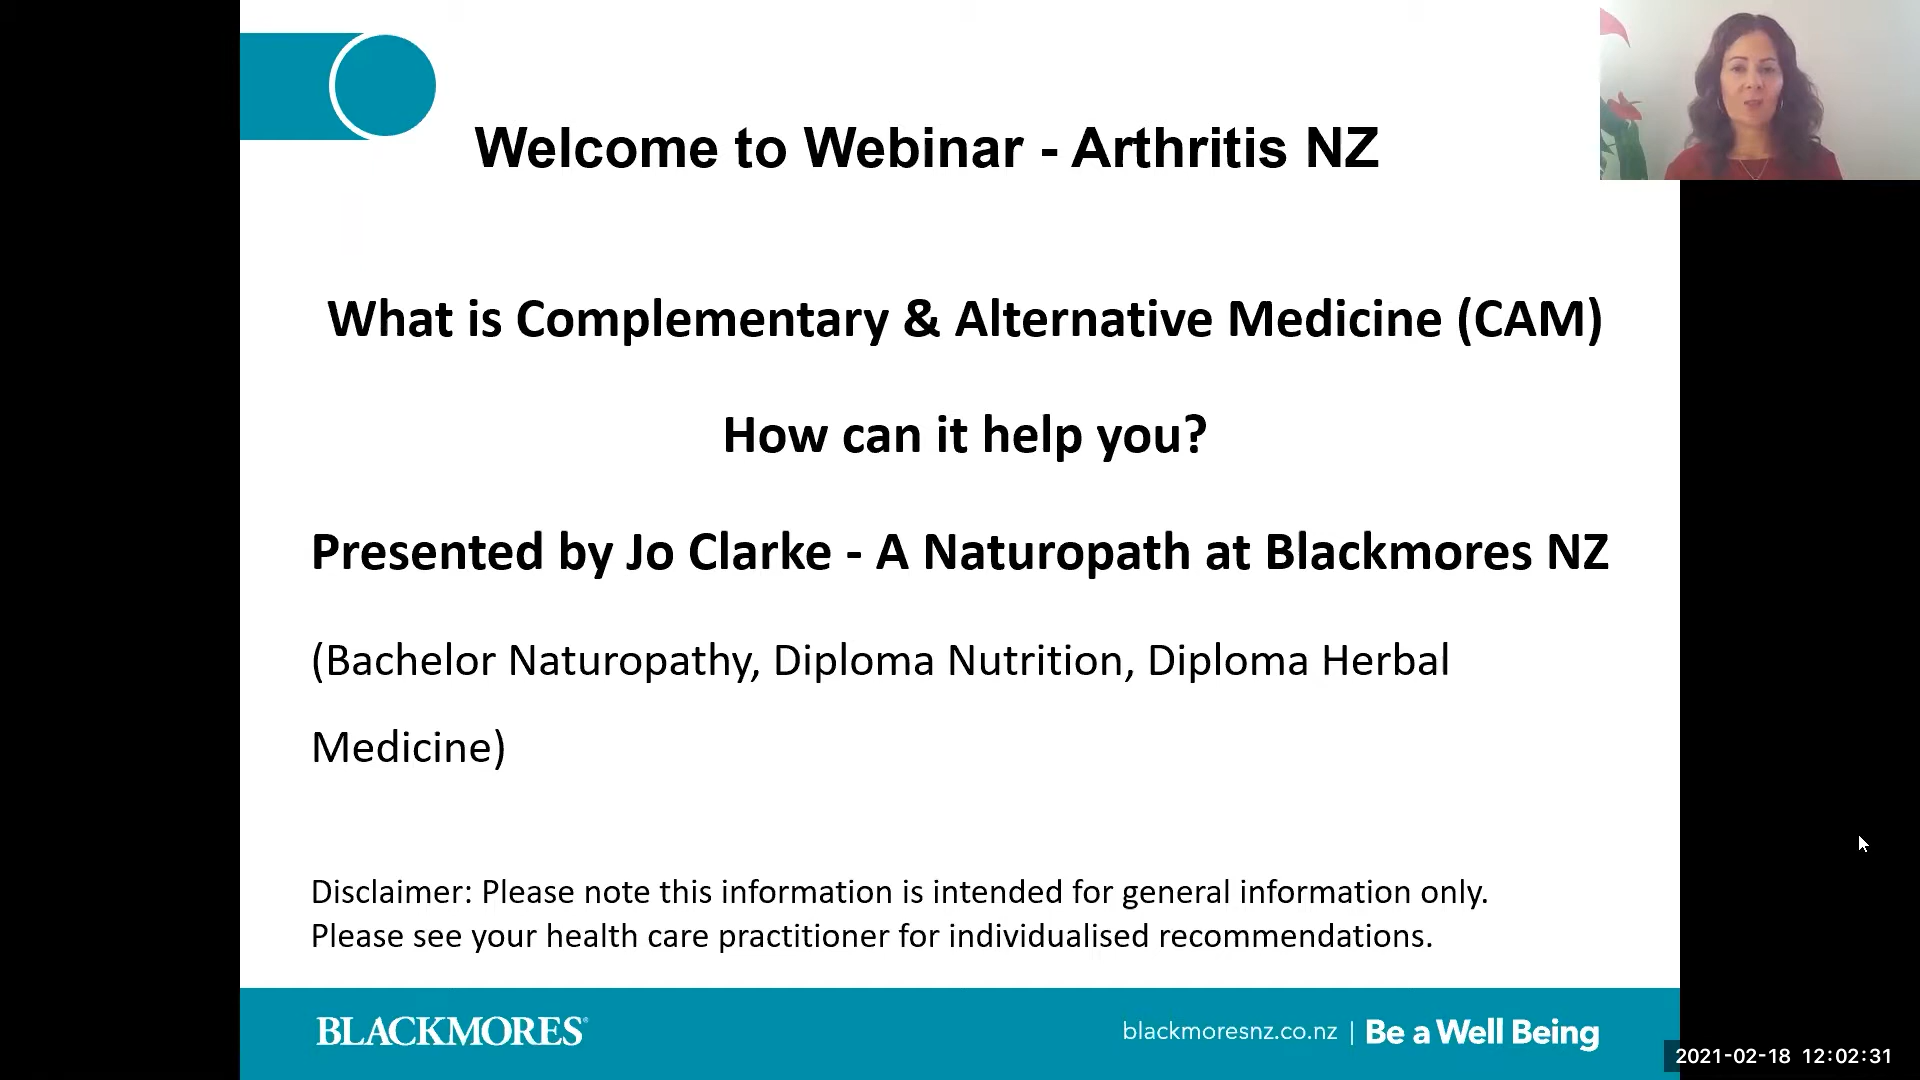 Welcome to Webinar - Arthritis NZ
What is Complementary & Alternative Medicine (CAM)
How can it help you?
Presented by Jo Clarke - A Naturopath at Blackmores NZ
(Bachelor Naturopathy, Diploma Nutrition, Diploma Herbal
Medicine)
Disclaimer: Please note this information is intended for general information only.
Please see your health care practitioner for individualised recommendations.
BLACKMORES®
blackmoresnz.co.nz | Be a Well Being
2021-02-18 12:02:31